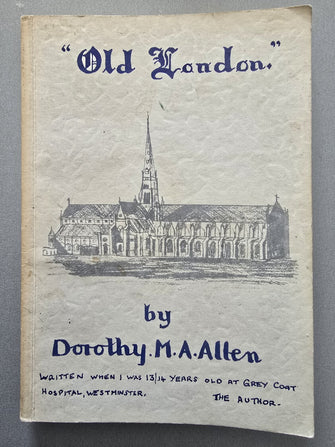 "Old London."
by
Dorothy.M.A.Allen
WRITTEN WHEN I WAS 13/14 YEARS OLD AT GREY COAT
HOSPITAL, WESTMINSTER. THE AUTHOR-